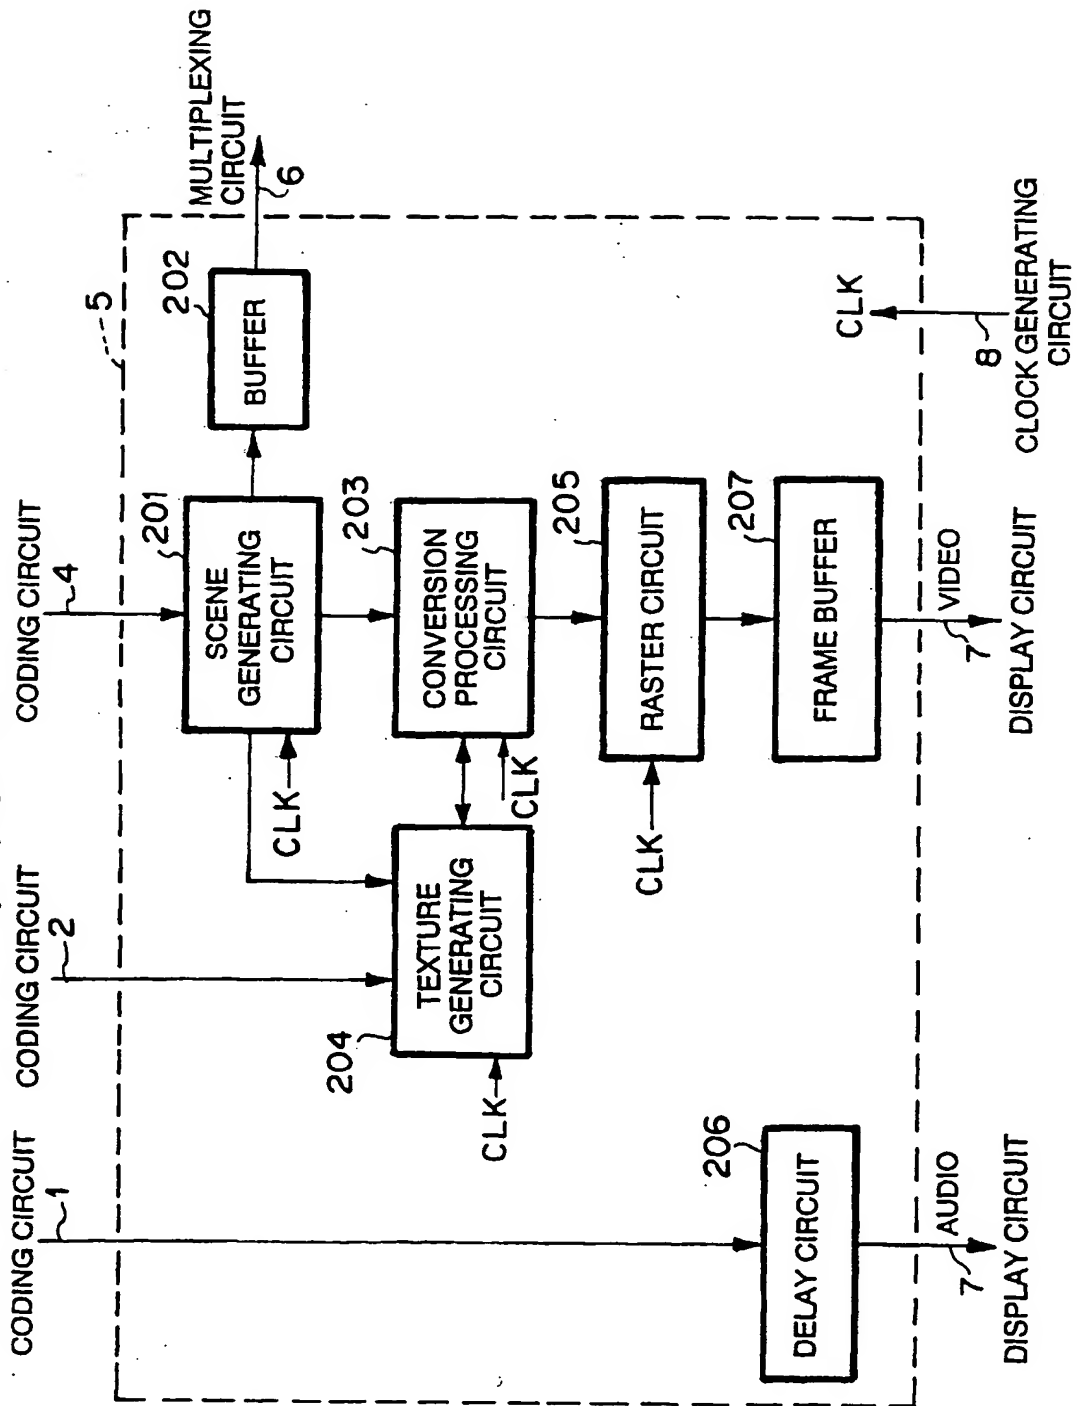 CODING CIRCUIT
1
CODING CIRCUIT
2
CODING CIRCUIT
4
5
MULTIPLEXING
CIRCUIT
6
201
SCENE
GENERATING
CIRCUIT
CLK
202
BUFFER
203
CONVERSION
PROCESSING
CIRCUIT
CLK
204
TEXTURE
GENERATING
CIRCUIT
CLK
205
RASTER CIRCUIT
CLK
206
DELAY CIRCUIT
207
FRAME BUFFER
CLK
7
AUDIO
DISPLAY CIRCUIT
7
VIDEO
DISPLAY CIRCUIT
8
CLOCK GENERATING
CIRCUIT